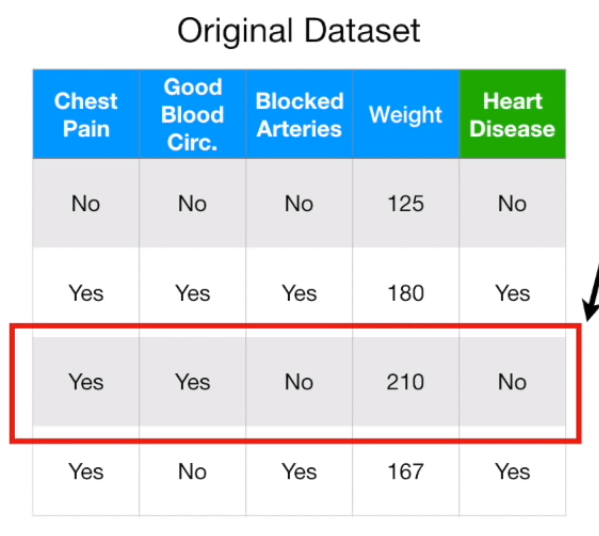 Original Dataset
Chest Pain Good Blood Circ. Blocked Arteries Weight Heart Disease
No No No 125 No
Yes Yes Yes 180 Yes
Yes Yes No 210 No
Yes No Yes 167 Yes